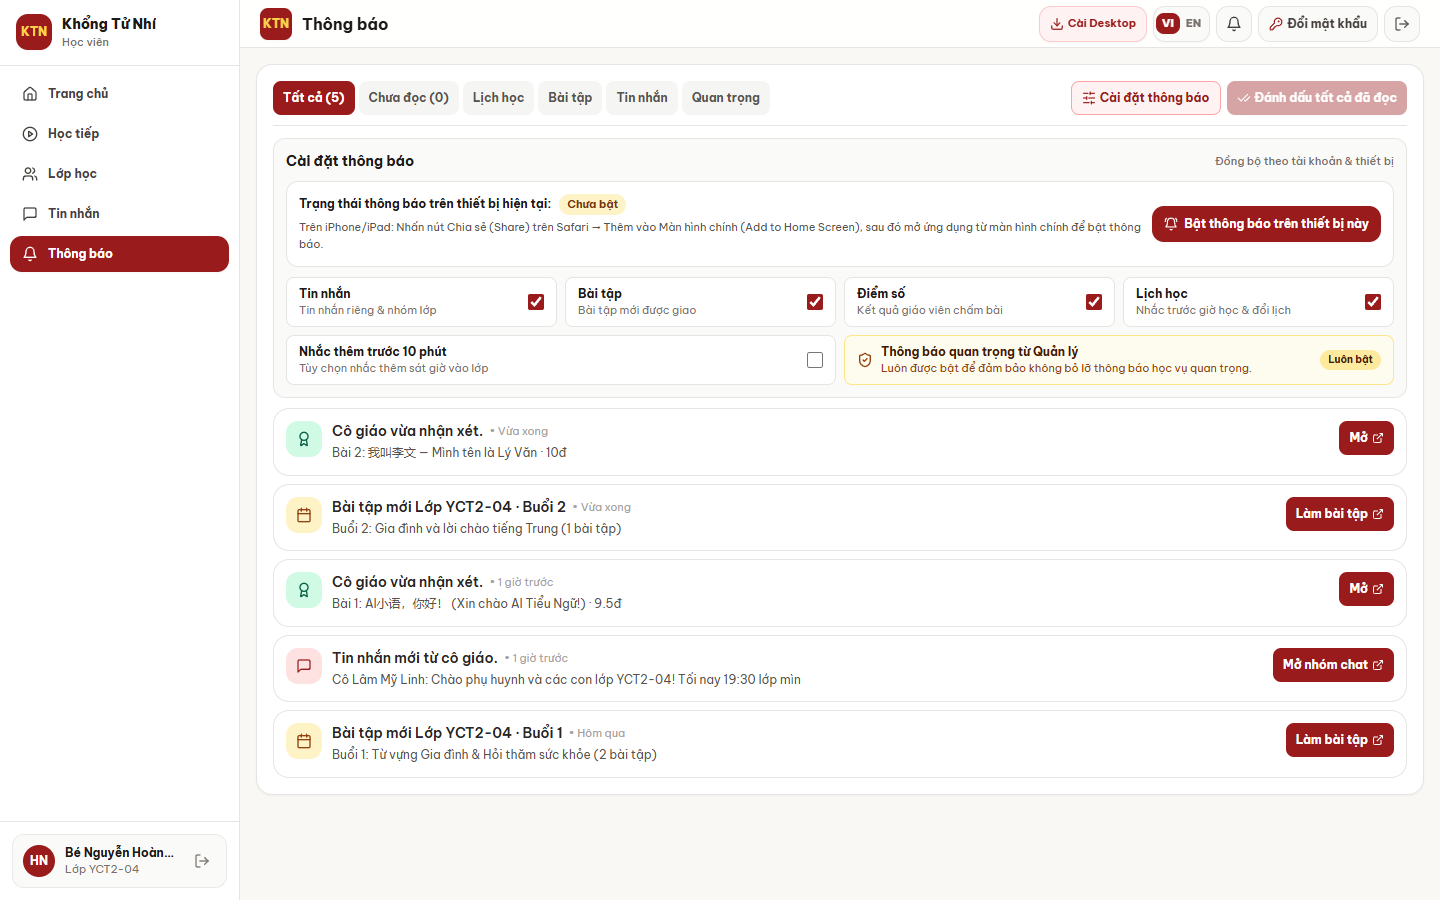 KTN
Khổng Tử Nhí
Học viên
Trang chủ
Học tiếp
Lớp học
Tin nhắn
Thông báo
HN
Bé Nguyễn Hoàn...
Lớp YCT2-04
KTN
Thông báo
Cài Desktop
VI EN
Đổi mật khẩu
Tất cả (5)
Chưa đọc (0)
Lịch học
Bài tập
Tin nhắn
Quan trọng
Cài đặt thông báo
Đánh dấu tất cả đã đọc
Cài đặt thông báo
Đồng bộ theo tài khoản & thiết bị
Trạng thái thông báo trên thiết bị hiện tại: Chưa bật
Trên iPhone/iPad: Nhấn nút Chia sẻ (Share) trên Safari → Thêm vào Màn hình chính (Add to Home Screen), sau đó mở ứng dụng từ màn hình chính để bật thông
báo.
Bật thông báo trên thiết bị này
Tin nhắn
Tin nhắn riêng & nhóm lớp
Bài tập
Bài tập mới được giao
Điểm số
Kết quả giáo viên chấm bài
Lịch học
Nhắc trước giờ học & đổi lịch
Nhắc thêm trước 10 phút
Tùy chọn nhắc thêm sát giờ vào lớp
Thông báo quan trọng từ Quản lý
Luôn được bật để đảm bảo không bỏ lỡ thông báo học vụ quan trọng.
Luôn bật
Cô giáo vừa nhận xét. • Vừa xong
Bài 2: 我叫李文 — Mình tên là Lý Văn · 10đ
Mở
Bài tập mới Lớp YCT2-04 · Buổi 2 • Vừa xong
Buổi 2: Gia đình và lời chào tiếng Trung (1 bài tập)
Làm bài tập
Cô giáo vừa nhận xét. • 1 giờ trước
Bài 1: AI小语，你好！ (Xin chào AI Tiểu Ngữ!) · 9.5đ
Mở
Tin nhắn mới từ cô giáo. • 1 giờ trước
Cô Lâm Mỹ Linh: Chào phụ huynh và các con lớp YCT2-04! Tối nay 19:30 lớp mìn
Mở nhóm chat
Bài tập mới Lớp YCT2-04 · Buổi 1 • Hôm qua
Buổi 1: Từ vựng Gia đình & Hỏi thăm sức khỏe (2 bài tập)
Làm bài tập